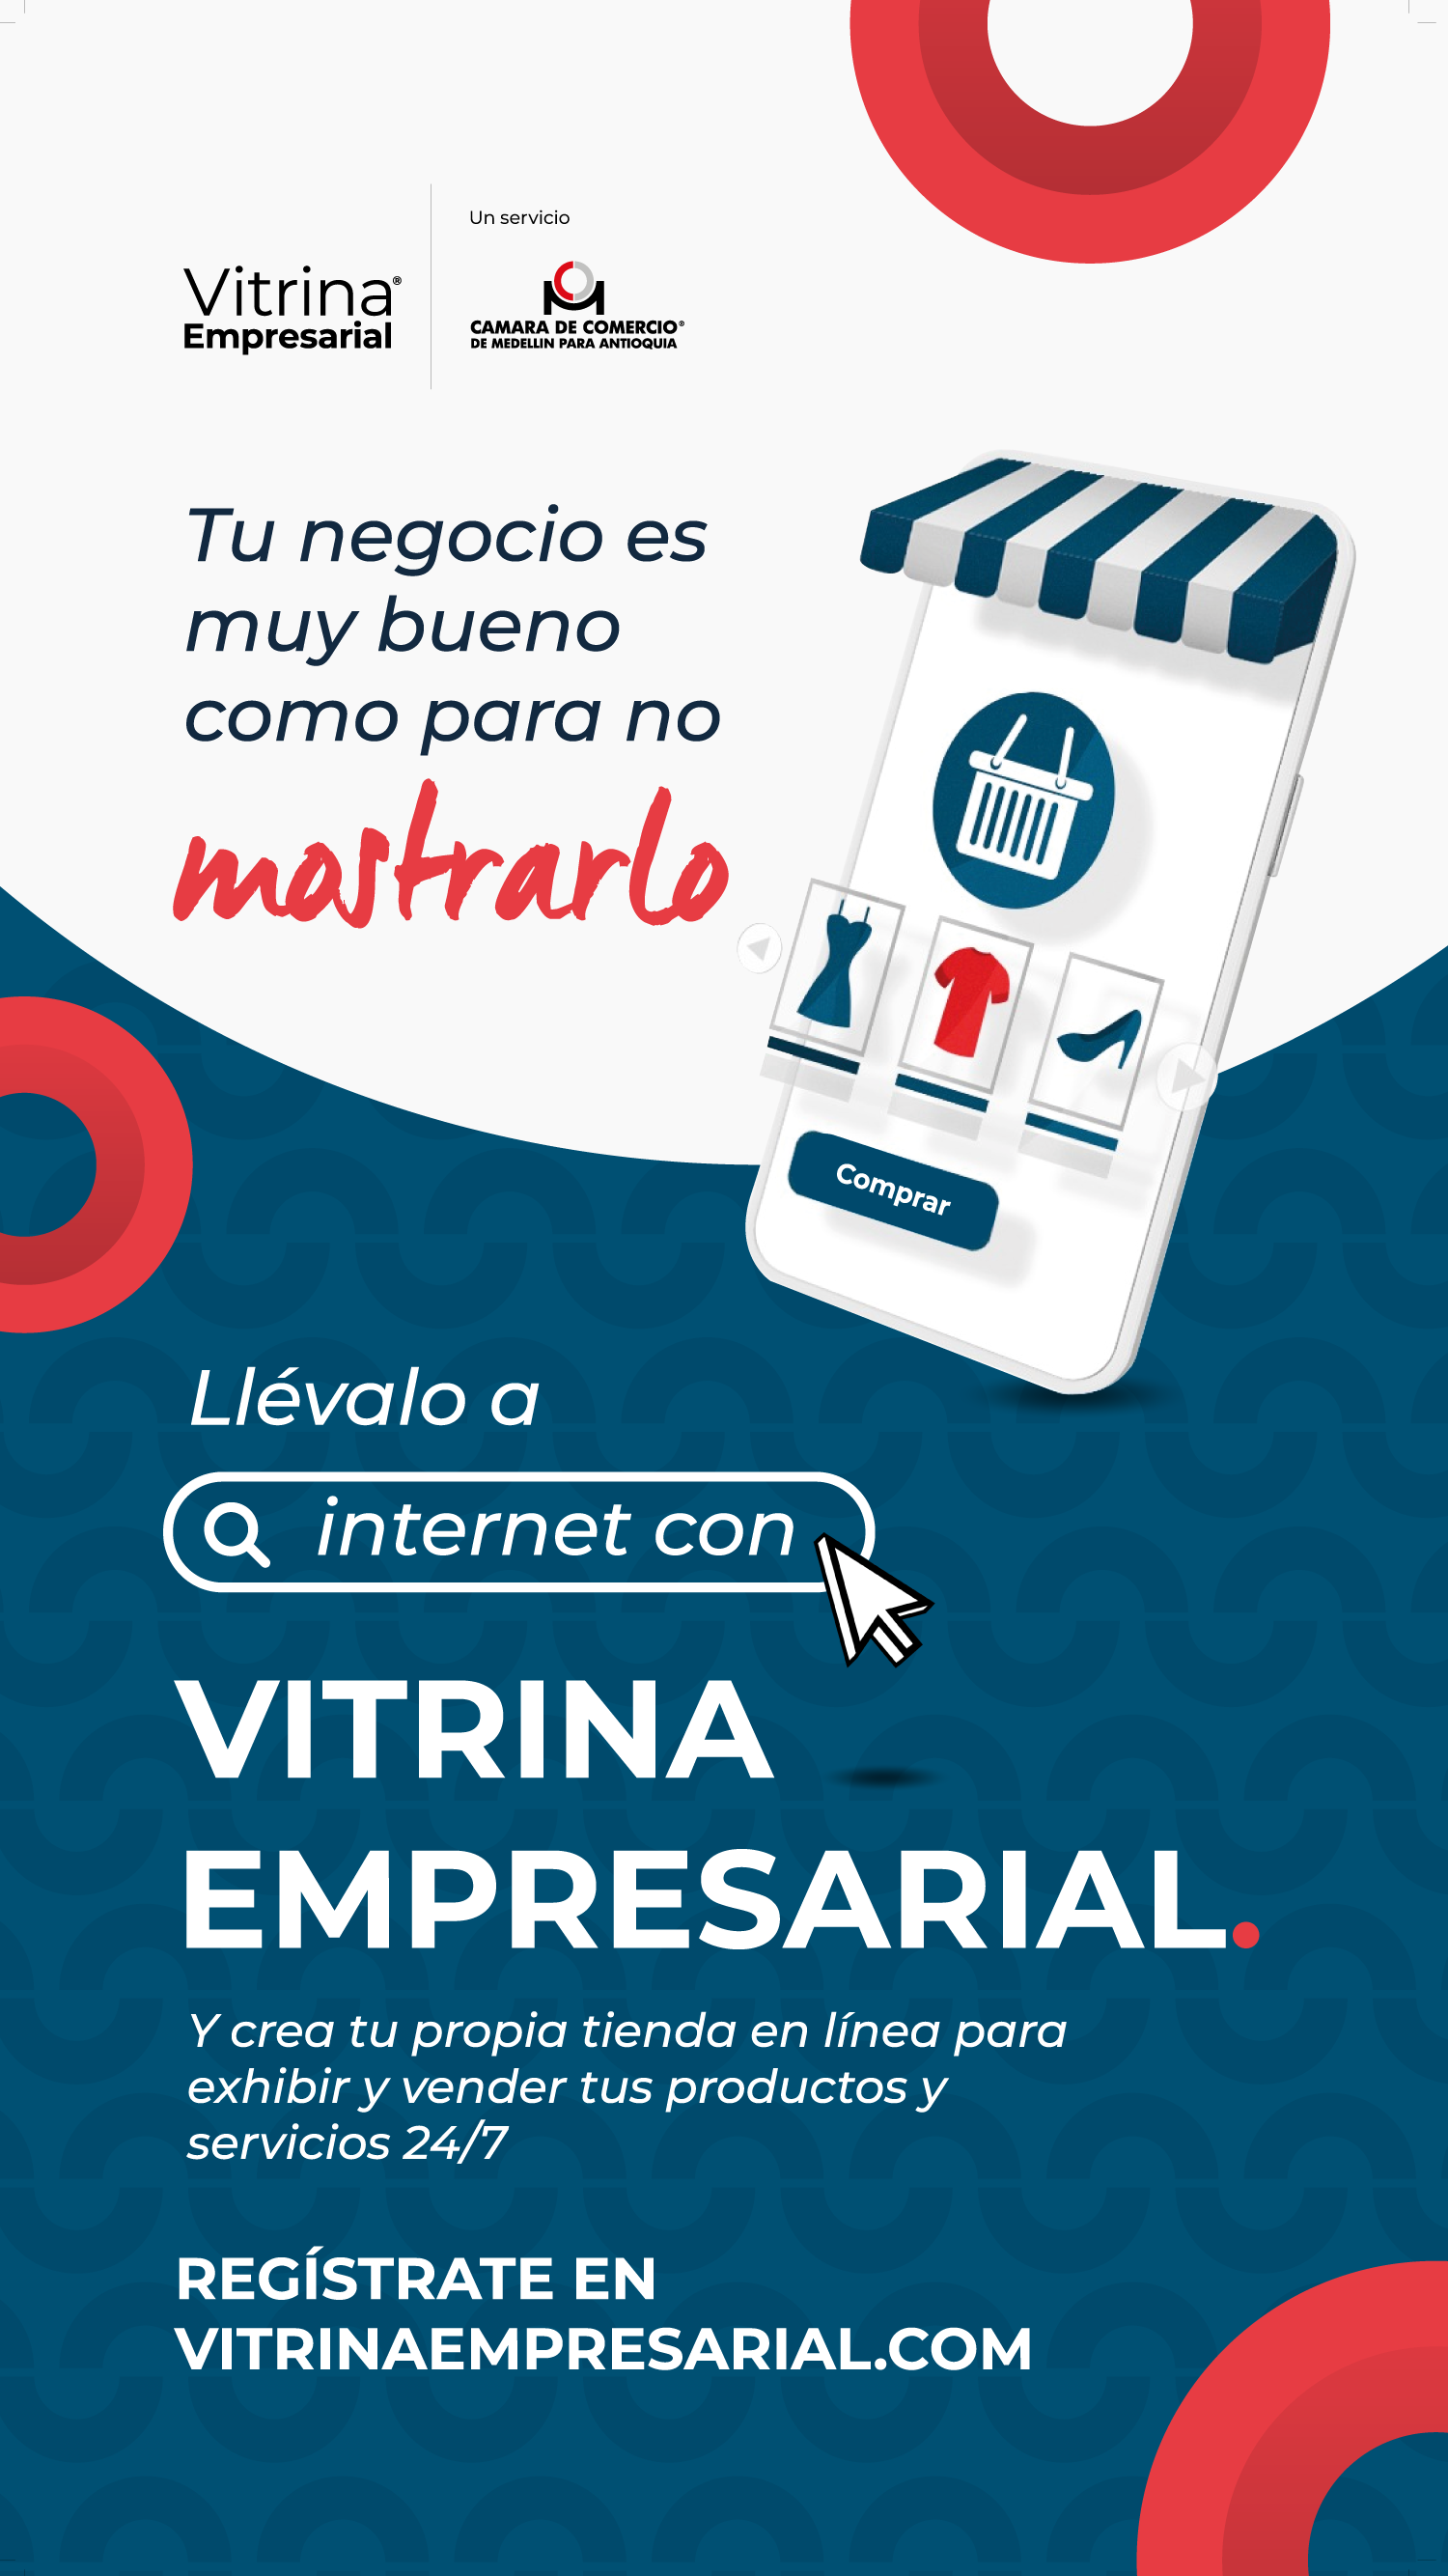 Vitrina®
Empresarial
Un servicio
CAMARA DE COMERCIO®
DE MEDELLIN PARA ANTIOQUIA
Tu negocio es
muy bueno
como para no
mostrarlo
Comprar
Llévalo a
internet con
VITRINA
EMPRESARIAL.
Y crea tu propia tienda en línea para
exhibir y vender tus productos y
servicios 24/7
REGÍSTRATE EN
VITRINAEMPRESARIAL.COM